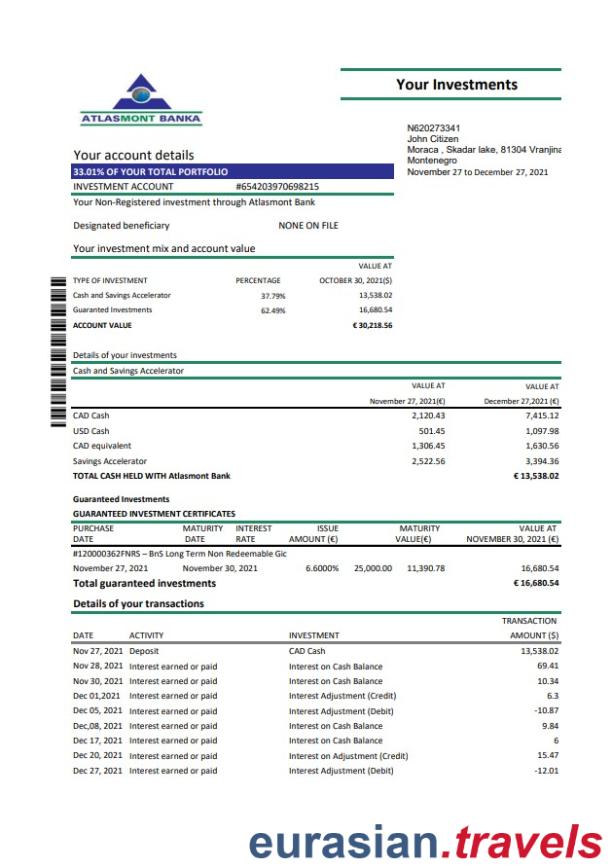 Your Investments
ATLASMONT BANKA
N620273341
John Citizen
Moraca , Skadar lake, 81304 Vranjina
Montenegro
November 27 to December 27, 2021
Your account details
33.01% OF YOUR TOTAL PORTFOLIO
INVESTMENT ACCOUNT #654203970698215
Your Non-Registered investment through Atlasmont Bank
Designated beneficiary NONE ON FILE
Your investment mix and account value
VALUE AT
TYPE OF INVESTMENT PERCENTAGE OCTOBER 30, 2021($)
Cash and Savings Accelerator 37.79% 13,538.02
Guaranted Investments 62.49% 16,680.54
ACCOUNT VALUE € 30,218.56
Details of your investments
Cash and Savings Accelerator
VALUE AT VALUE AT
November 27, 2021(€) December 27,2021 (€)
CAD Cash 2,120.43 7,415.12
USD Cash 501.45 1,097.98
CAD equivalent 1,306.45 1,630.56
Savings Accelerator 2,522.56 3,394.36
TOTAL CASH HELD WITH Atlasmont Bank € 13,538.02
Guaranteed Investments
GUARANTEED INVESTMENT CERTIFICATES
PURCHASE MATURITY INTEREST ISSUE MATURITY VALUE AT
DATE DATE RATE AMOUNT (€) VALUE(€) NOVEMBER 30, 2021 (€)
#120000362FNRS – BnS Long Term Non Redeemable Gic
November 27, 2021 November 30, 2021 6.6000% 25,000.00 11,390.78 16,680.54
Total guaranteed investments € 16,680.54
Details of your transactions
TRANSACTION
DATE ACTIVITY INVESTMENT AMOUNT ($)
Nov 27, 2021 Deposit CAD Cash 13,538.02
Nov 28, 2021 Interest earned or paid Interest on Cash Balance 69.41
Nov 30, 2021 Interest earned or paid Interest on Cash Balance 10.34
Dec 01,2021 Interest earned or paid Interest Adjustment (Credit) 6.3
Dec 05, 2021 Interest earned or paid Interest Adjustment (Debit) -10.87
Dec,08, 2021 Interest earned or paid Interest on Cash Balance 9.84
Dec 17, 2021 Interest earned or paid Interest on Cash Balance 6
Dec 20, 2021 Interest earned or paid Interest on Adjustment (Credit) 15.47
Dec 27, 2021 Interest earned or paid Interest Adjustment (Debit) -12.01
eurasian.travels